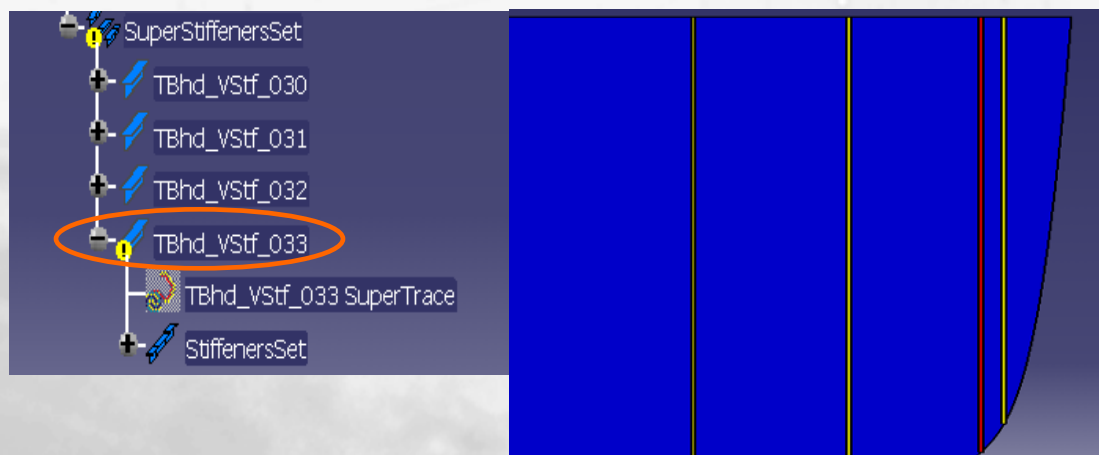 SuperStiffenersSet
TBhd_VStf_030
TBhd_VStf_031
TBhd_VStf_032
TBhd_VStf_033
TBhd_VStf_033 SuperTrace
StiffenersSet